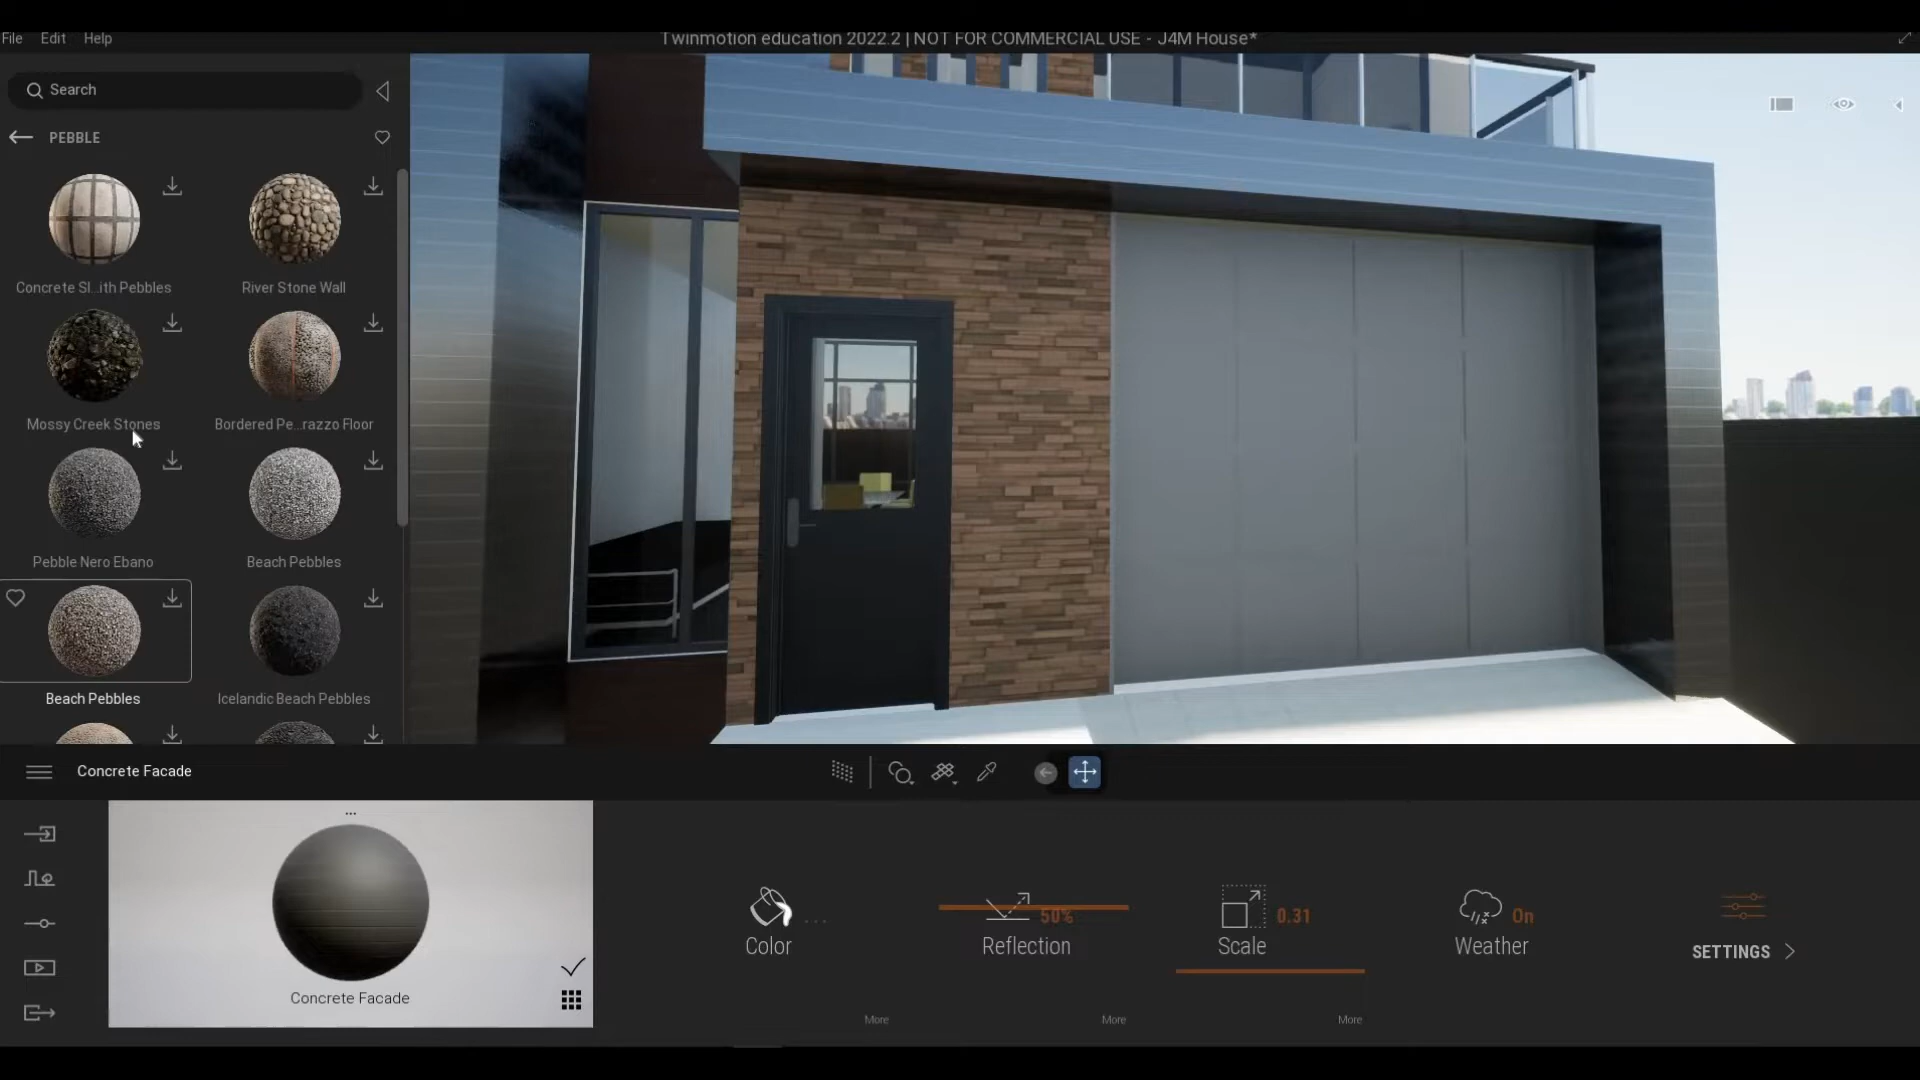 File Edit Help
Twinmotion education 2022.2 | NOT FOR COMMERCIAL USE - J4M House*
Search
PEBBLE
Concrete Sl...ith Pebbles
River Stone Wall
Mossy Creek Stones
Bordered Pe...razzo Floor
Pebble Nero Ebano
Beach Pebbles
Beach Pebbles
Icelandic Beach Pebbles
Concrete Facade
...
Concrete Facade
Color
...
More
50%
Reflection
More
0.31
Scale
More
On
Weather
SETTINGS